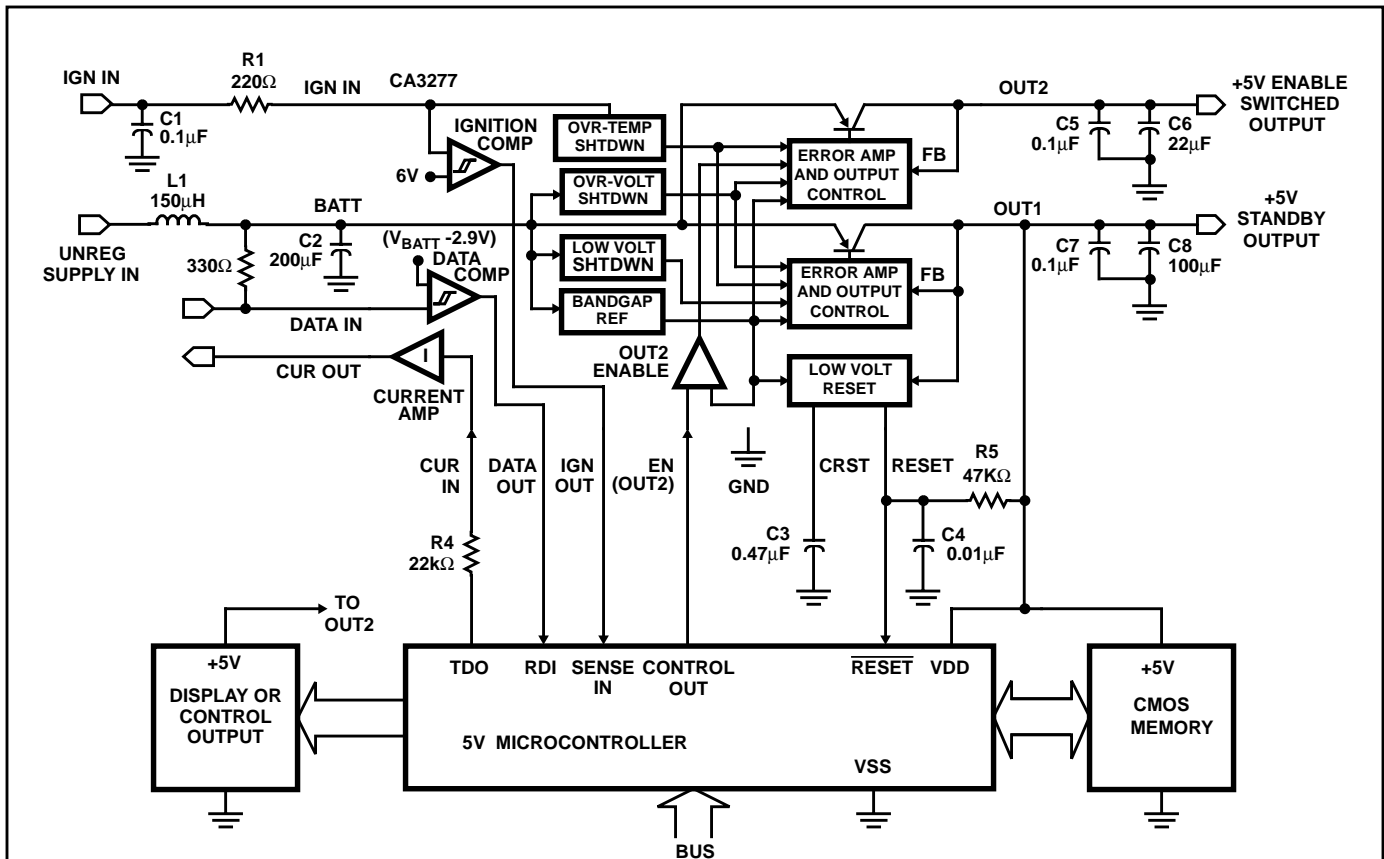 IGN IN
R1
220Ω
IGN IN
CA3277
C1
0.1μF
IGNITION
COMP
6V
OVR-TEMP
SHTDWN
OVR-VOLT
SHTDWN
LOW VOLT
SHTDWN
BANDGAP
REF
ERROR AMP
AND OUTPUT
CONTROL
FB
OUT2
C5
0.1μF
C6
22μF
+5V ENABLE
SWITCHED
OUTPUT
L1
150μH
UNREG
SUPPLY IN
BATT
C2
200μF
330Ω
(VBATT -2.9V)
DATA
COMP
DATA IN
CUR OUT
I
CURRENT
AMP
ERROR AMP
AND OUTPUT
CONTROL
FB
OUT1
C7
0.1μF
C8
100μF
+5V
STANDBY
OUTPUT
OUT2
ENABLE
LOW VOLT
RESET
CUR
IN
DATA
OUT
IGN
OUT
EN
(OUT2)
GND
CRST
RESET
R5
47KΩ
C3
0.47μF
C4
0.01μF
R4
22kΩ
TO
OUT2
+5V
DISPLAY OR
CONTROL
OUTPUT
TDO
RDI
SENSE
IN
CONTROL
OUT
RESET
VDD
5V MICROCONTROLLER
VSS
BUS
+5V
CMOS
MEMORY